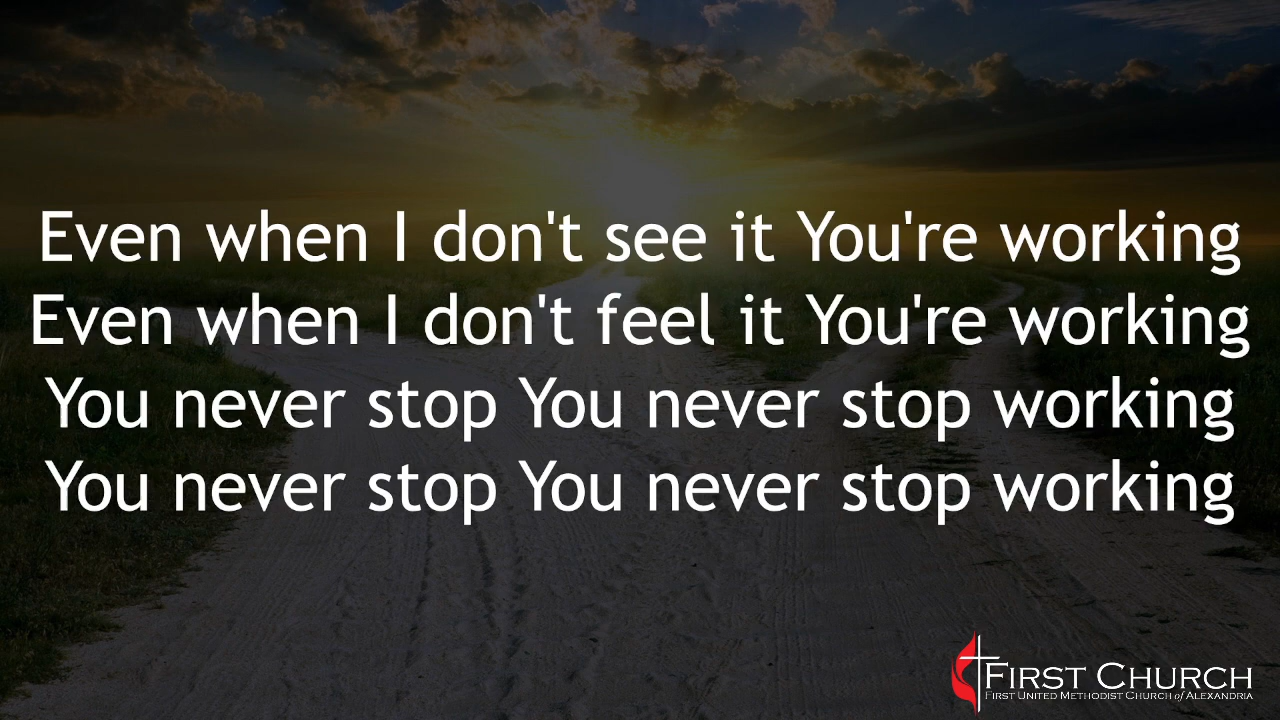 Even when I don't see it You're working
Even when I don't feel it You're working
You never stop You never stop working
You never stop You never stop working
FIRST CHURCH
FIRST UNITED METHODIST CHURCH of ALEXANDRIA